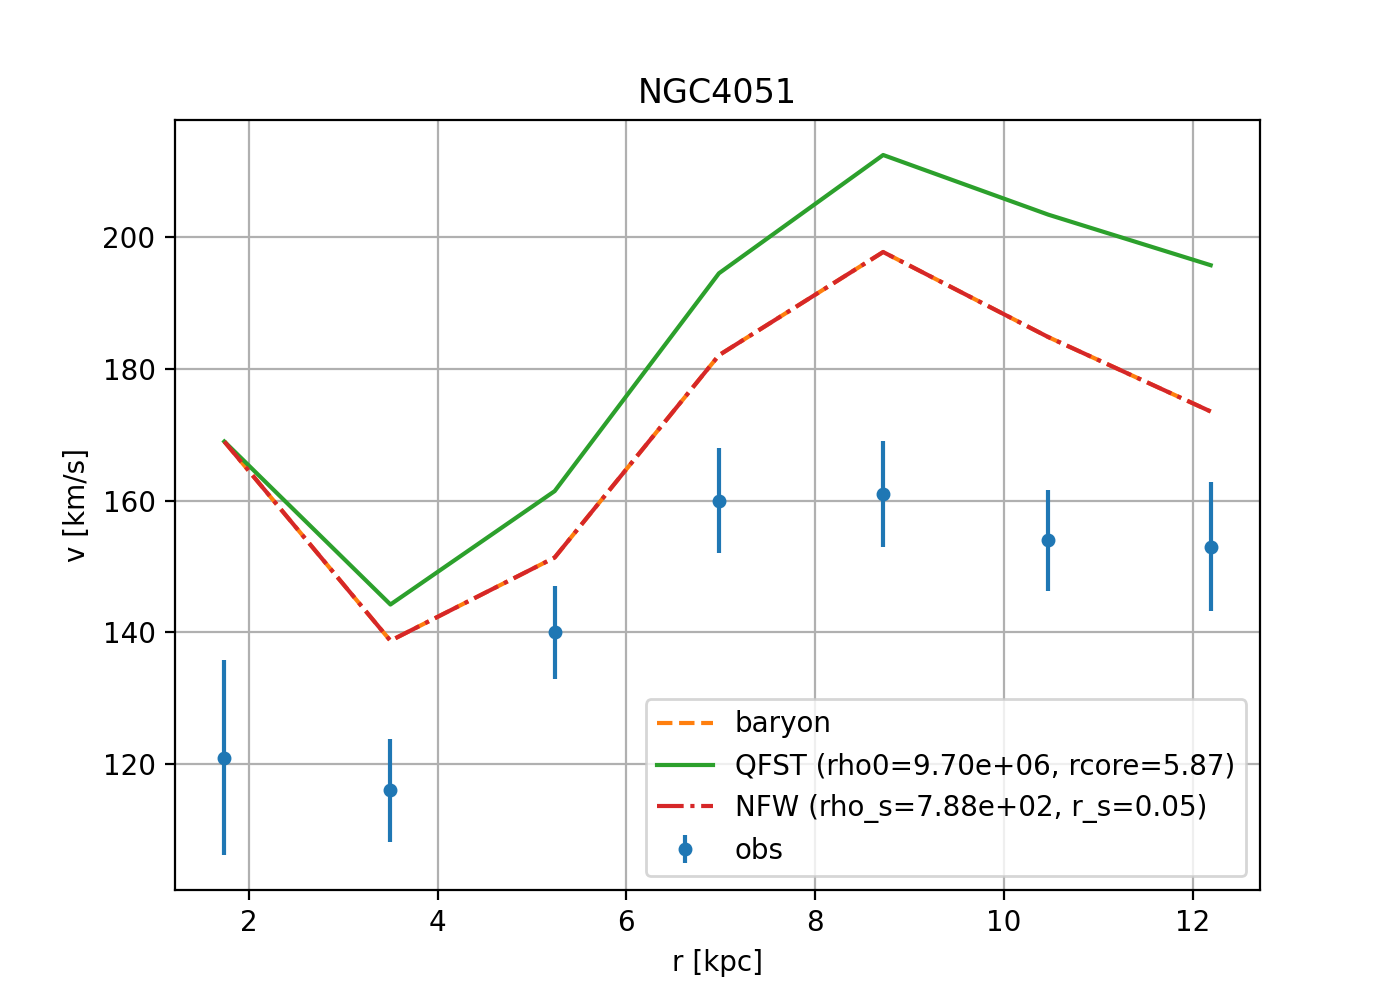 NGC4051
v [km/s]
200
180
160
140
120
baryon
QFST (rho0=9.70e+06, rcore=5.87)
NFW (rho_s=7.88e+02, r_s=0.05)
obs
2 4 6 8 10 12
r [kpc]